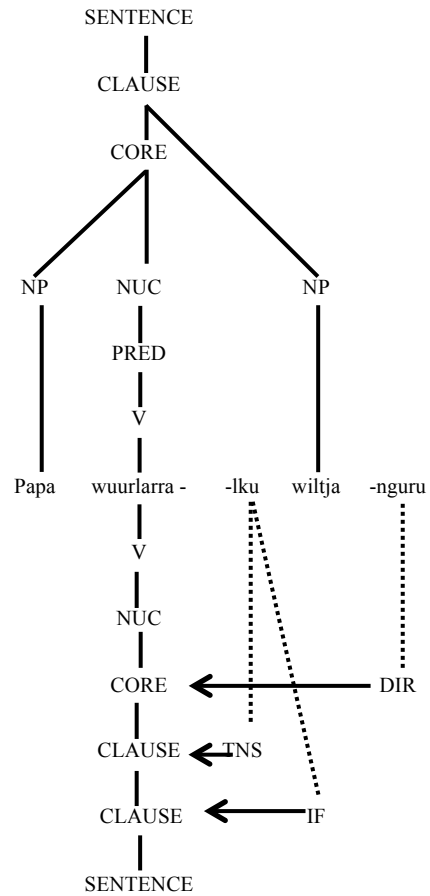 SENTENCE
CLAUSE
CORE
NP NUC NP
PRED
V
Papa wuurlarra - -lku wiltja -nguru
V
NUC
CORE DIR
CLAUSE TNS
CLAUSE IF
SENTENCE